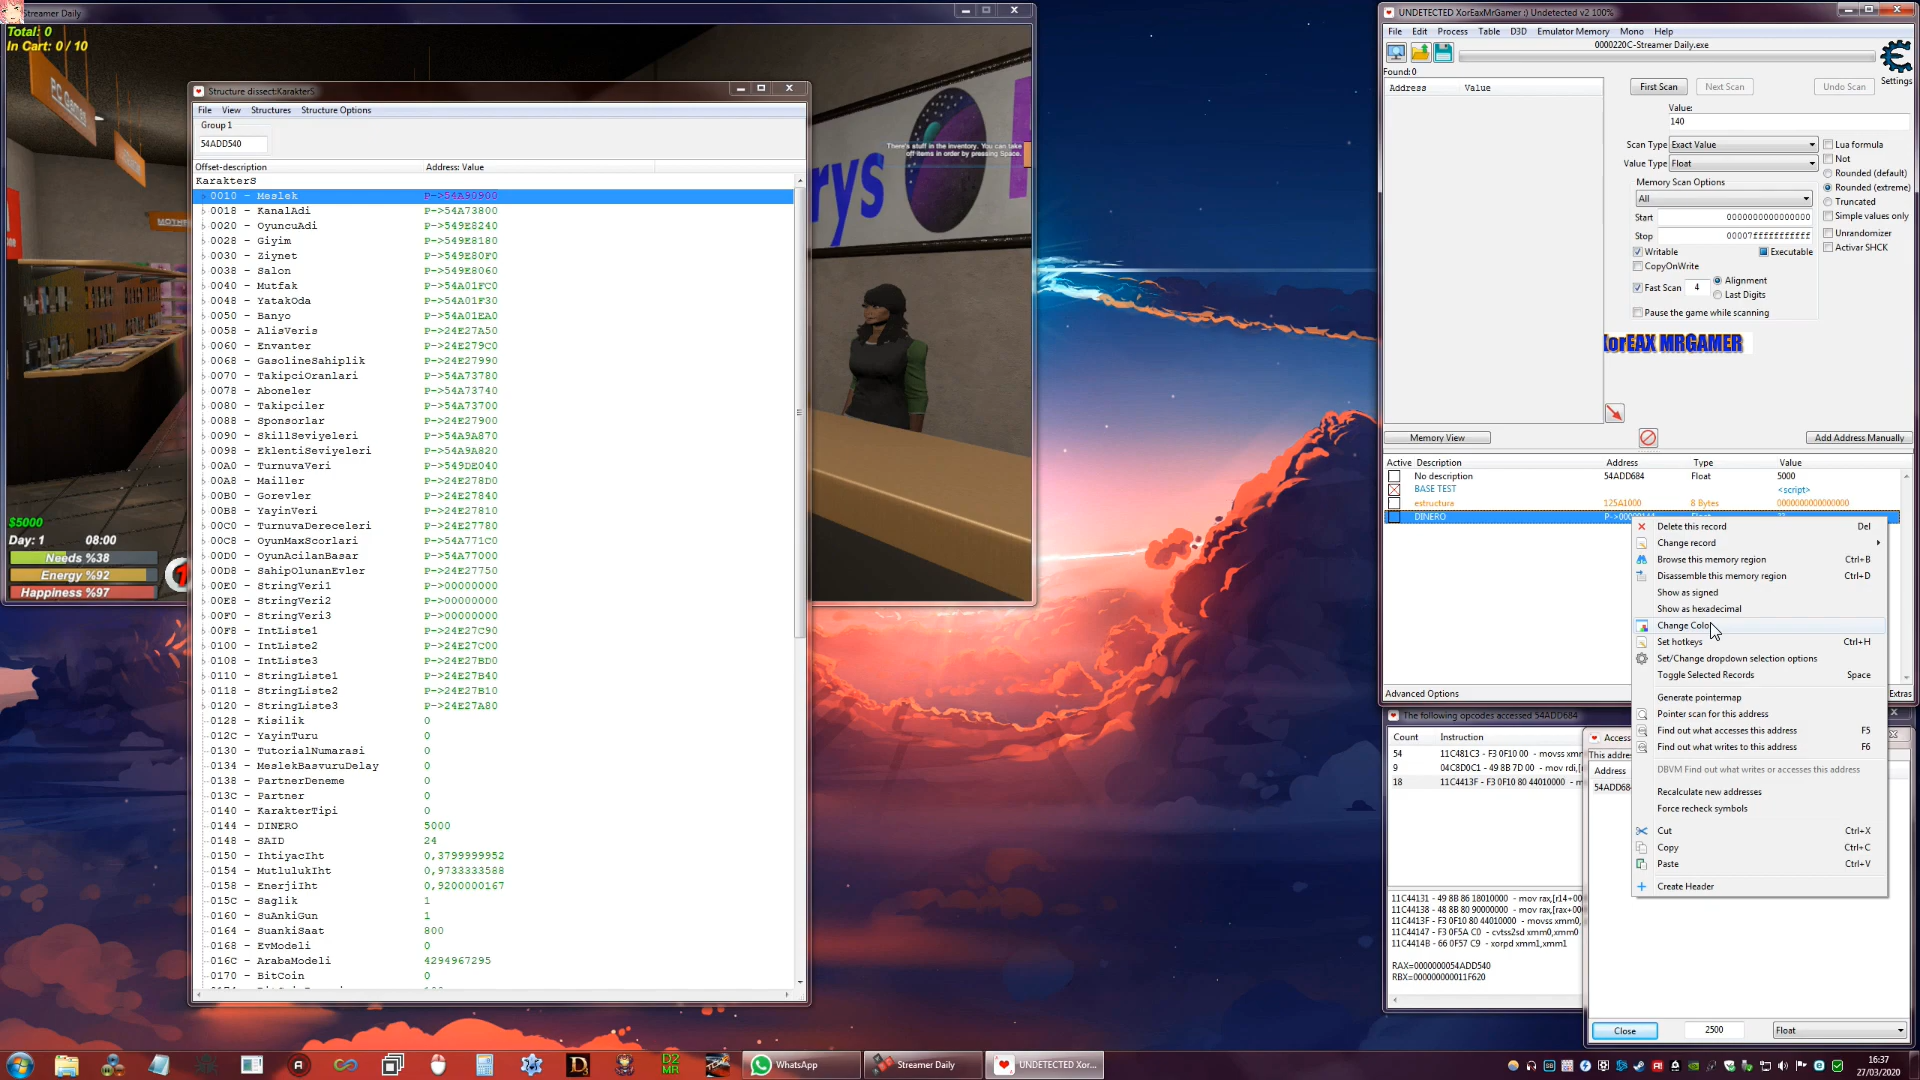 Streamer Daily
Total: 0
In Cart: 0 / 10
PC Games
$5000
Day: 1 08:00
Needs %38
Energy %92
Happiness %97
rys
There's stuff in the inventory. You can take
off items in order by pressing Space.
Structure dissect:KarakterS
File View Structures Structure Options
Group 1
54ADD540
Offset-description Address: Value
KarakterS
0010 - Meslek P->54A90900
0018 - KanalAdi P->54A73800
0020 - OyuncuAdi P->549E8240
0028 - Giyim P->549E8180
0030 - Ziynet P->549E80F0
0038 - Salon P->549E8060
0040 - Mutfak P->54A01FC0
0048 - YatakOda P->54A01F30
0050 - Banyo P->54A01EA0
0058 - AlisVeris P->24E27A50
0060 - Envanter P->24E279C0
0068 - GasolineSahiplik P->24E27990
0070 - TakipciOranlari P->54A73780
0078 - Aboneler P->54A73740
0080 - Takipciler P->54A73700
0088 - Sponsorlar P->24E27900
0090 - SkillSeviyeleri P->54A9A870
0098 - EklentiSeviyeleri P->54A9A820
00A0 - TurnuvaVeri P->549DE040
00A8 - Mailler P->24E278D0
00B0 - Gorevler P->24E27840
00B8 - YayinVeri P->24E27810
00C0 - TurnuvaDereceleri P->24E27780
00C8 - OyunMaxScorlari P->54A771C0
00D0 - OyunAcilanBasar P->54A77000
00D8 - SahipOlunanEvler P->24E27750
00E0 - StringVeri1 P->00000000
00E8 - StringVeri2 P->00000000
00F0 - StringVeri3 P->00000000
00F8 - IntListe1 P->24E27C90
0100 - IntListe2 P->24E27C00
0108 - IntListe3 P->24E27BD0
0110 - StringListe1 P->24E27B40
0118 - StringListe2 P->24E27B10
0120 - StringListe3 P->24E27A80
0128 - Kisilik 0
012C - YayinTuru 0
0130 - TutorialNumarasi 0
0134 - MeslekBasvuruDelay 0
0138 - PartnerDeneme 0
013C - Partner 0
0140 - KarakterTipi 0
0144 - DINERO 5000
0148 - SAID 24
0150 - IhtiyacIht 0,3799999952
0154 - MutlulukIht 0,9733333588
0158 - EnerjiIht 0,9200000167
015C - Saglik 1
0160 - SuAnkiGun 1
0164 - SuankiSaat 800
0168 - EvModeli 0
016C - ArabaModeli 4294967295
0170 - BitCoin 0
UNDETECTED XorEaxMrGamer :) Undetected v2 100%
File Edit Process Table D3D Emulator Memory Mono Help
0000220C-Streamer Daily.exe
Found:0
Settings
Address Value
First Scan Next Scan Undo Scan
Value:
140
Scan Type Exact Value Lua formula
Not
Value Type Float
Rounded (default)
Memory Scan Options Rounded (extreme)
All Truncated
Start 0000000000000000 Simple values only
Stop 00007fffffffffff Unrandomizer
Writable Executable Activar SHCK
CopyOnWrite
Fast Scan 4 Alignment
Last Digits
Pause the game while scanning
XorEAX MRGAMER
Memory View Add Address Manually
Active Description Address Type Value
No description 54ADD684 Float 5000
BASE TEST <script>
estructura 125A1000 8 Bytes 0000000000000000
DINERO
Delete this record Del
Change record
Browse this memory region Ctrl+B
Disassemble this memory region Ctrl+D
Show as signed
Show as hexadecimal
Change Color
Set hotkeys Ctrl+H
Set/Change dropdown selection options
Toggle Selected Records Space
Generate pointermap
Pointer scan for this address
Find out what accesses this address F5
Find out what writes to this address F6
DBVM Find out what writes or accesses this address
Recalculate new addresses
Force recheck symbols
Cut Ctrl+X
Copy Ctrl+C
Paste Ctrl+V
Create Header
Advanced Options Extras
The following opcodes accessed 54ADD684
Count Instruction
54 11C481C3 - F3 0F10 00 - movss xmm
9 04C8D0C1 - 49 8B 7D 00 - mov rdi,[
18 11C4413F - F3 0F10 80 44010000 - m
11C44131 - 49 8B 86 18010000 - mov rax,[r14+00
11C44138 - 48 8B 80 90000000 - mov rax,[rax+00
11C4413F - F3 0F10 80 44010000 - movss xmm0,
11C44147 - F3 0F5A C0 - cvtss2sd xmm0,xmm0
11C4414B - 66 0F57 C9 - xorpd xmm1,xmm1
RAX=0000000054ADD540
RBX=000000000011F620
Access
This addre
Address
54ADD684
Close 2500 Float
WhatsApp Streamer Daily UNDETECTED Xor...
D2
MR
16:37
27/03/2020